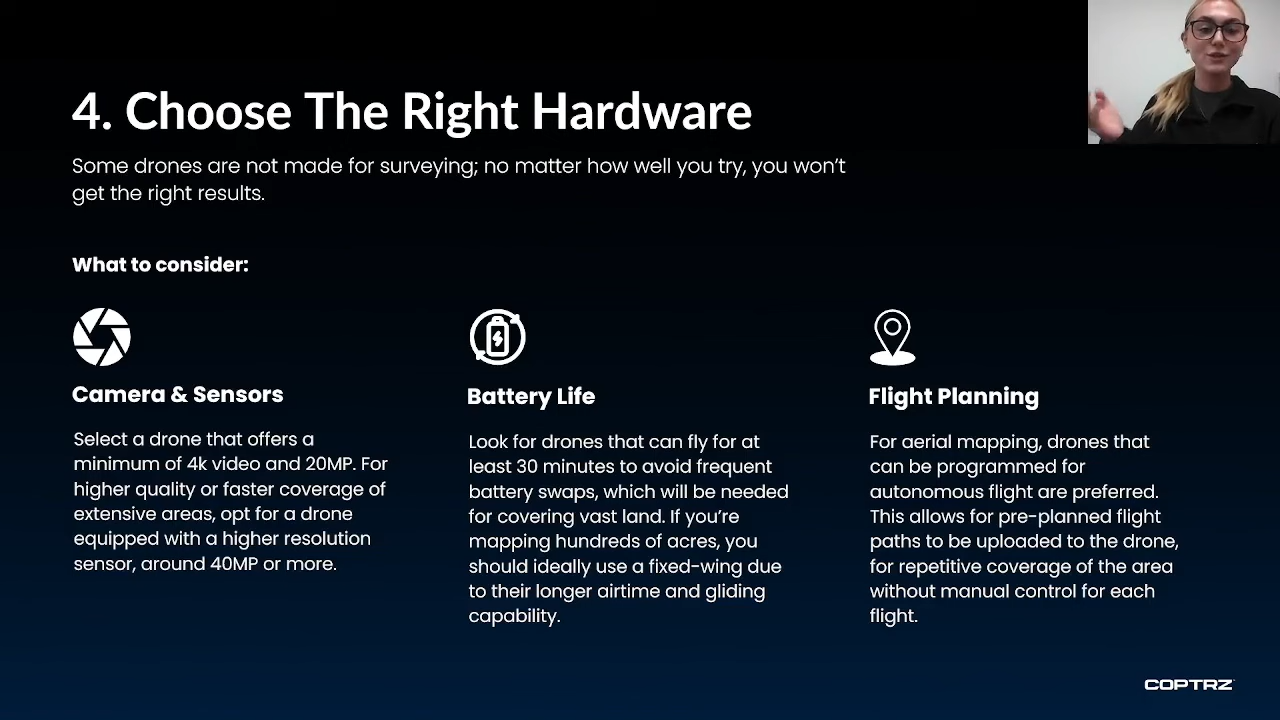 4. Choose The Right Hardware
Some drones are not made for surveying; no matter how well you try, you won't
get the right results.
What to consider:
Camera & Sensors
Select a drone that offers a
minimum of 4k video and 20MP. For
higher quality or faster coverage of
extensive areas, opt for a drone
equipped with a higher resolution
sensor, around 40MP or more.
Battery Life
Look for drones that can fly for at
least 30 minutes to avoid frequent
battery swaps, which will be needed
for covering vast land. If you're
mapping hundreds of acres, you
should ideally use a fixed-wing due
to their longer airtime and gliding
capability.
Flight Planning
For aerial mapping, drones that
can be programmed for
autonomous flight are preferred.
This allows for pre-planned flight
paths to be uploaded to the drone,
for repetitive coverage of the area
without manual control for each
flight.
COPTRZ